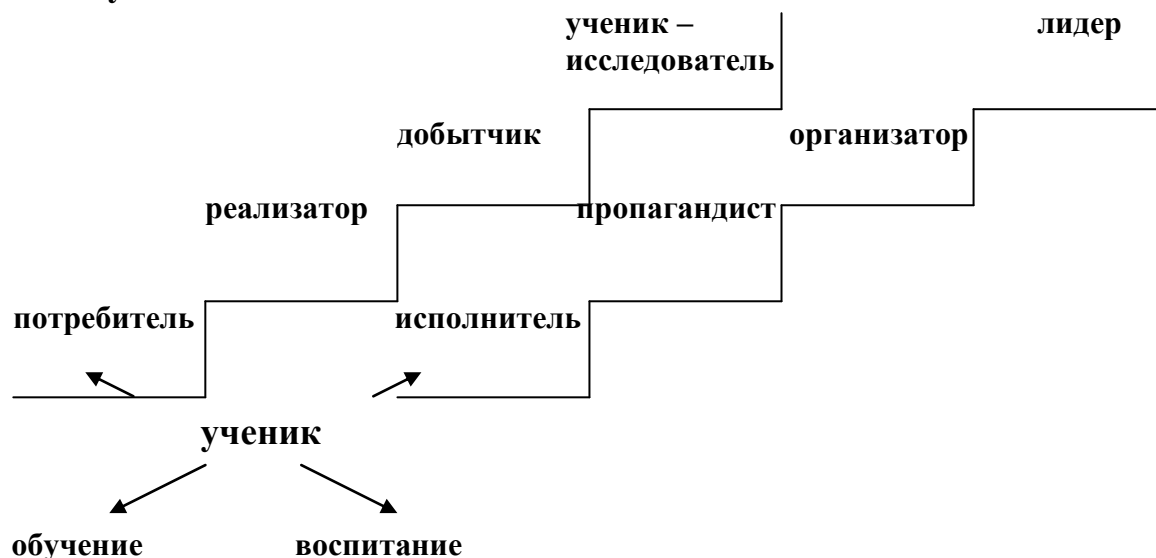 ученик –
исследователь
лидер
добытчик
организатор
реализатор
пропагандист
потребитель
исполнитель
ученик
обучение
воспитание